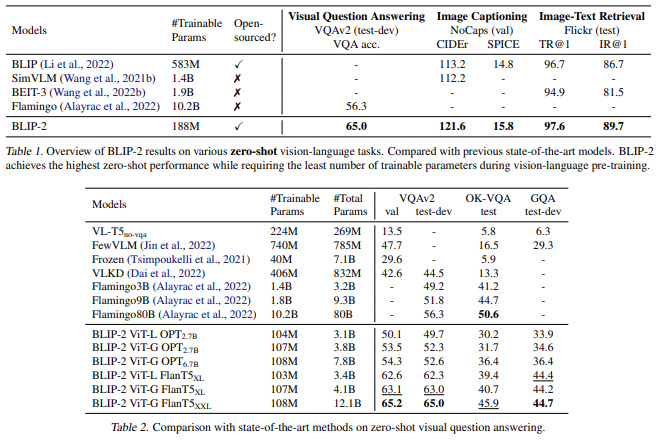 Models #Trainable Params Open-sourced? Visual Question Answering Image Captioning Image-Text Retrieval
VQAv2 (test-dev) NoCaps (val) Flickr (test)
VQA acc. CIDEr SPICE TR@1 IR@1
BLIP (Li et al., 2022) 583M ✓ - 113.2 14.8 96.7 86.7
SimVLM (Wang et al., 2021b) 1.4B ✗ - 112.2 - - -
BEIT-3 (Wang et al., 2022b) 1.9B ✗ - - - 94.9 81.5
Flamingo (Alayrac et al., 2022) 10.2B ✗ 56.3 - - - -
BLIP-2 188M ✓ 65.0 121.6 15.8 97.6 89.7
Table 1. Overview of BLIP-2 results on various zero-shot vision-language tasks. Compared with previous state-of-the-art models. BLIP-2
achieves the highest zero-shot performance while requiring the least number of trainable parameters during vision-language pre-training.
Models #Trainable Params #Total Params VQAv2 OK-VQA GQA
val test-dev test test-dev
VL-T5no-vqa 224M 269M 13.5 - 5.8 6.3
FewVLM (Jin et al., 2022) 740M 785M 47.7 - 16.5 29.3
Frozen (Tsimpoukelli et al., 2021) 40M 7.1B 29.6 - 5.9 -
VLKD (Dai et al., 2022) 406M 832M 42.6 44.5 13.3 -
Flamingo3B (Alayrac et al., 2022) 1.4B 3.2B - 49.2 41.2 -
Flamingo9B (Alayrac et al., 2022) 1.8B 9.3B - 51.8 44.7 -
Flamingo80B (Alayrac et al., 2022) 10.2B 80B - 56.3 50.6 -
BLIP-2 ViT-L OPT2.7B 104M 3.1B 50.1 49.7 30.2 33.9
BLIP-2 ViT-G OPT2.7B 107M 3.8B 53.5 52.3 31.7 34.6
BLIP-2 ViT-G OPT6.7B 108M 7.8B 54.3 52.6 36.4 36.4
BLIP-2 ViT-L FlanT5XL 103M 3.4B 62.6 62.3 39.4 44.4
BLIP-2 ViT-G FlanT5XL 107M 4.1B 63.1 63.0 40.7 44.2
BLIP-2 ViT-G FlanT5XXL 108M 12.1B 65.2 65.0 45.9 44.7
Table 2. Comparison with state-of-the-art methods on zero-shot visual question answering.